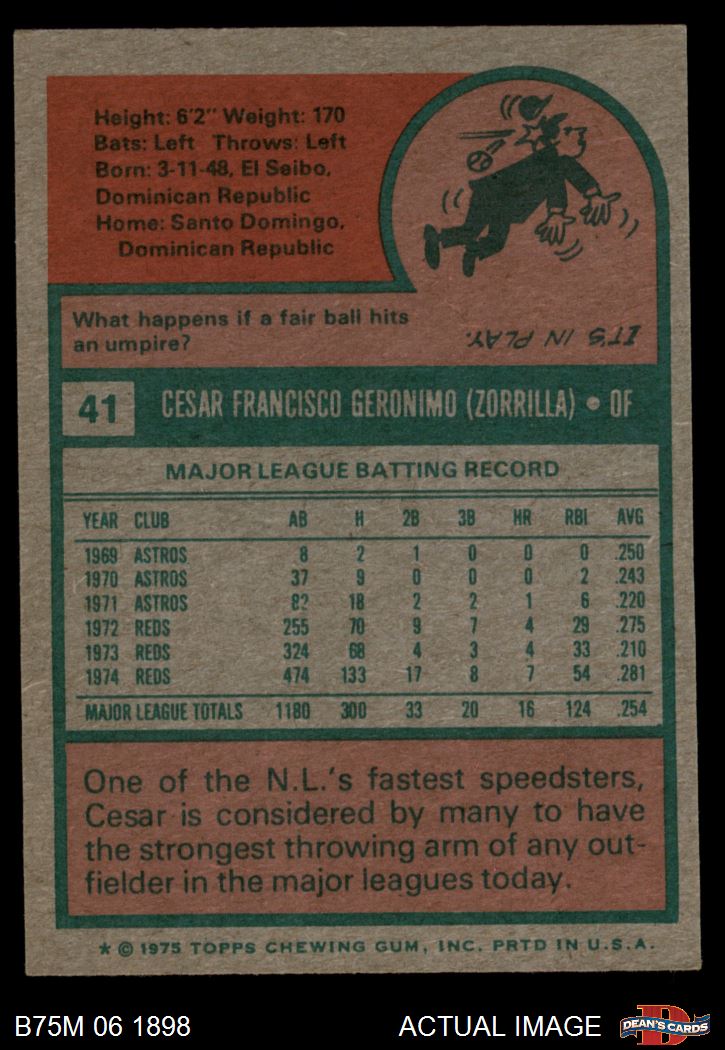 Height: 6'2" Weight: 170
Bats: Left Throws: Left
Born: 3-11-48, El Seibo,
Dominican Republic
Home: Santo Domingo,
Dominican Republic
What happens if a fair ball hits
an umpire?
IT'S IN PLAY.
41 CESAR FRANCISCO GERONIMO (ZORRILLA) • OF
MAJOR LEAGUE BATTING RECORD
YEAR CLUB AB H 2B 3B HR RBI AVG
1969 ASTROS 8 2 1 0 0 0 .250
1970 ASTROS 37 9 0 0 0 2 .243
1971 ASTROS 82 18 2 2 1 6 .220
1972 REDS 255 70 9 7 4 29 .275
1973 REDS 324 68 4 3 4 33 .210
1974 REDS 474 133 17 8 7 54 .281
MAJOR LEAGUE TOTALS 1180 300 33 20 16 124 .254
One of the N.L.'s fastest speedsters,
Cesar is considered by many to have
the strongest throwing arm of any out-
fielder in the major leagues today.
* © 1975 TOPPS CHEWING GUM, INC. PRTD IN U.S.A.
B75M 06 1898 ACTUAL IMAGE
D
DEAN'S CARDS